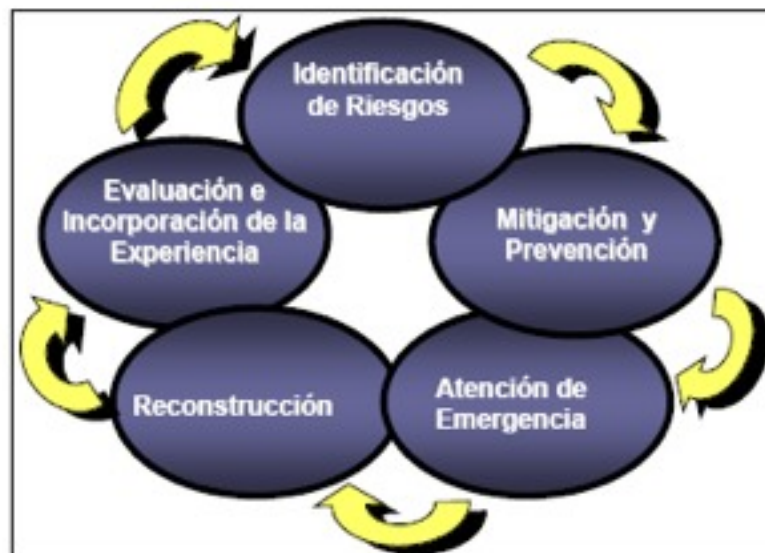 Identificación
de Riesgos
Mitigación y
Prevención
Atención de
Emergencia
Reconstrucción
Evaluación e
Incorporación de la
Experiencia